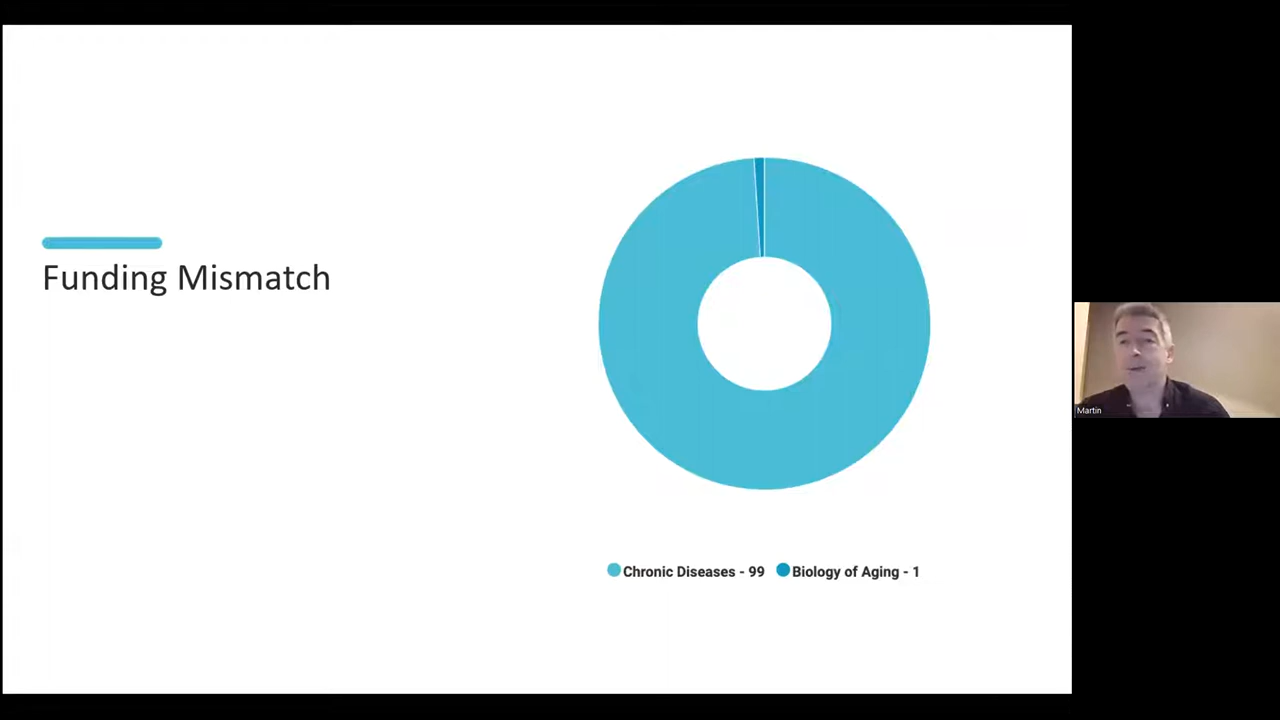 Funding Mismatch
Chronic Diseases - 99 Biology of Aging - 1
Martin